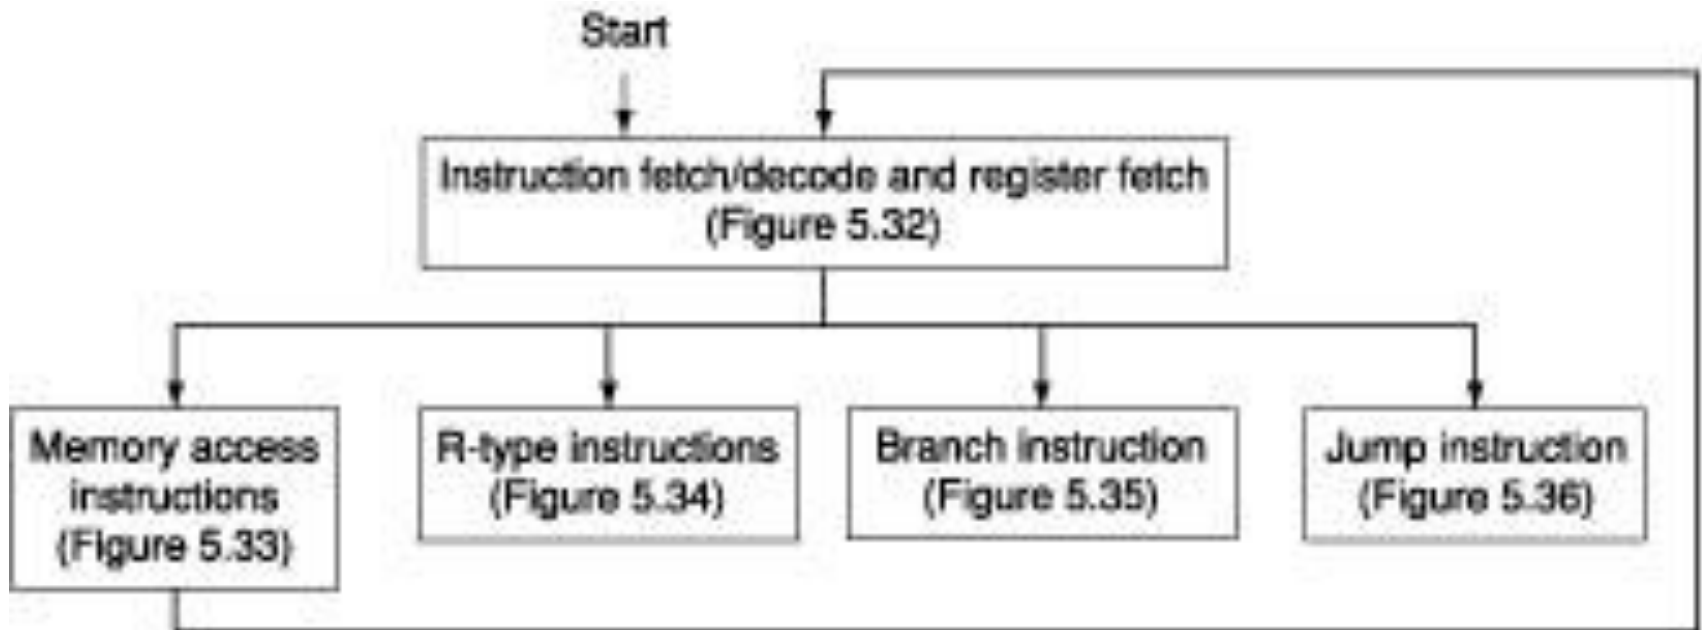 Start
Instruction fetch/decode and register fetch
(Figure 5.32)
Memory access
instructions
(Figure 5.33)
R-type instructions
(Figure 5.34)
Branch instruction
(Figure 5.35)
Jump instruction
(Figure 5.36)